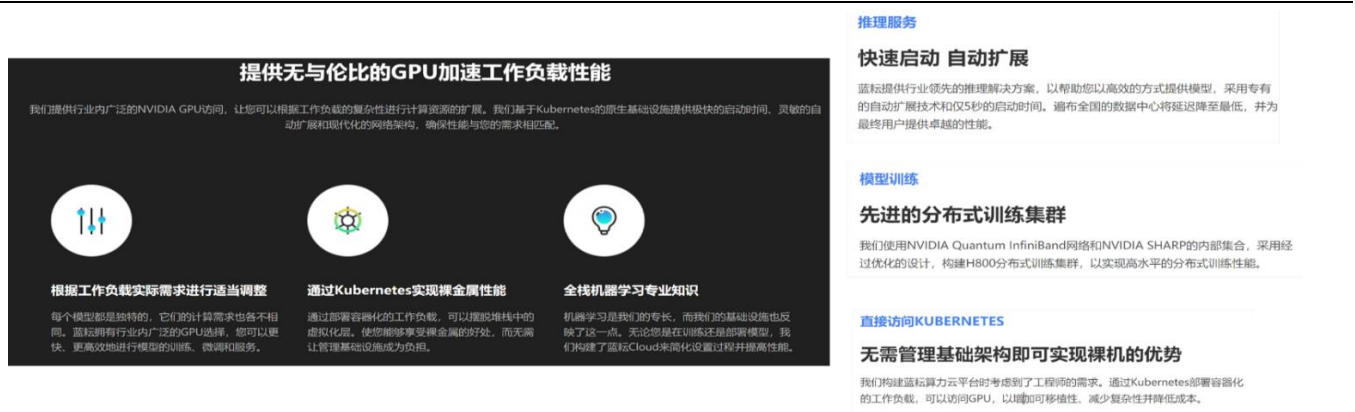 提供无与伦比的GPU加速工作负载性能
我们提供行业内广泛的NVIDIA GPU访问，让您可以根据工作负载的复杂性进行计算资源的扩展。我们基于Kubernetes的原生基础设施提供极快的启动时间、灵敏的自
动扩展和现代化的网络架构，确保性能与您的需求相匹配。
根据工作负载实际需求进行适当调整
每个模型都是独特的，它们的计算需求也各不相
同。蓝耘拥有行业内广泛的GPU选择，您可以更
快、更高效地进行模型的训练、微调和服务。
通过Kubernetes实现裸金属性能
通过部署容器化的工作负载，可以摆脱堆栈中的
虚拟化层。使您能够享受裸金属的好处，而无需
让管理基础设施成为负担。
全栈机器学习专业知识
机器学习是我们的专长，而我们的基础设施也反
映了这一点。无论您是在训练还是部署模型，我
们构建了蓝耘Cloud来简化设置过程并提高性能。
推理服务
快速启动 自动扩展
蓝耘提供行业领先的推理解决方案，以帮助您以高效的方式提供模型，采用专有
的自动扩展技术和仅5秒的启动时间。遍布全国的数据中心将延迟降至最低，并为
最终用户提供卓越的性能。
模型训练
先进的分布式训练集群
我们使用NVIDIA Quantum InfiniBand网络和NVIDIA SHARP的内部集合，采用经
过优化的设计，构建H800分布式训练集群，以实现高水平的分布式训练性能。
直接访问KUBERNETES
无需管理基础架构即可实现裸机的优势
我们构建蓝耘算力云平台时考虑到了工程师的需求。通过Kubernetes部署容器化
的工作负载，可以访问GPU，以增加可移植性、减少复杂性并降低成本。